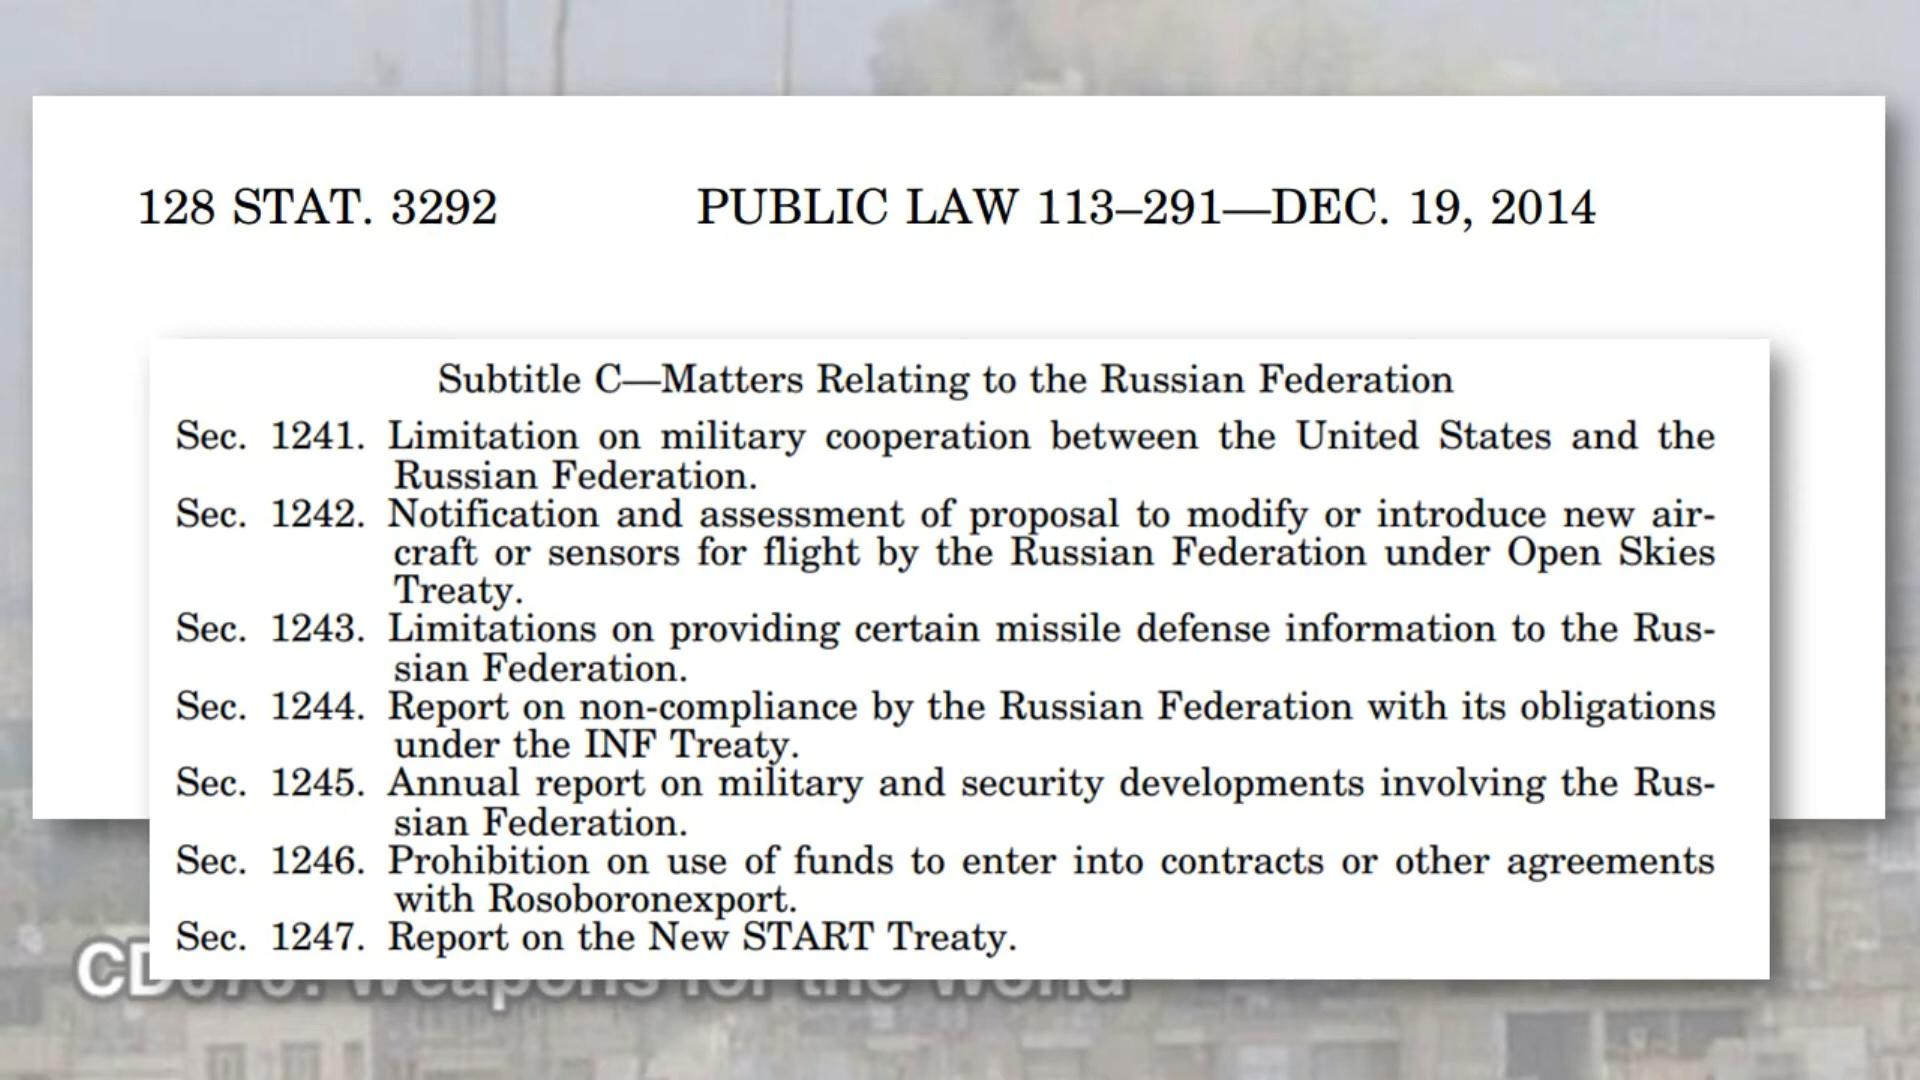 128 STAT. 3292 PUBLIC LAW 113–291—DEC. 19, 2014
Subtitle C—Matters Relating to the Russian Federation
Sec. 1241. Limitation on military cooperation between the United States and the
Russian Federation.
Sec. 1242. Notification and assessment of proposal to modify or introduce new air-
craft or sensors for flight by the Russian Federation under Open Skies
Treaty.
Sec. 1243. Limitations on providing certain missile defense information to the Rus-
sian Federation.
Sec. 1244. Report on non-compliance by the Russian Federation with its obligations
under the INF Treaty.
Sec. 1245. Annual report on military and security developments involving the Rus-
sian Federation.
Sec. 1246. Prohibition on use of funds to enter into contracts or other agreements
with Rosoboronexport.
Sec. 1247. Report on the New START Treaty.
Weapons for the World